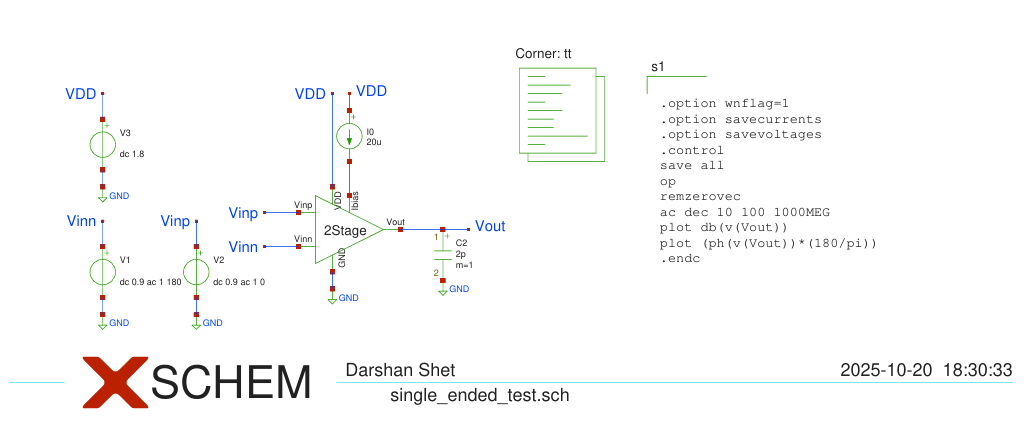 Corner: tt
s1
VDD
VDD
VDD
V3
dc 1.8
GND
I0
20u
.option wnflag=1
.option savecurrents
.option savevoltages
.control
save all
op
remzerovec
ac dec 10 100 1000MEG
plot db(v(Vout))
plot (ph(v(Vout))*(180/pi))
.endc
Vinn
Vinp
Vinp
Vinn
Vinp
Vinn
VDD
Ibias
2Stage
GND
Vout
Vout
V1
dc 0.9 ac 1 180
V2
dc 0.9 ac 1 0
1
C2
2p
m=1
2
GND
GND
GND
GND
XSCHEM
Darshan Shet
2025-10-20 18:30:33
single_ended_test.sch